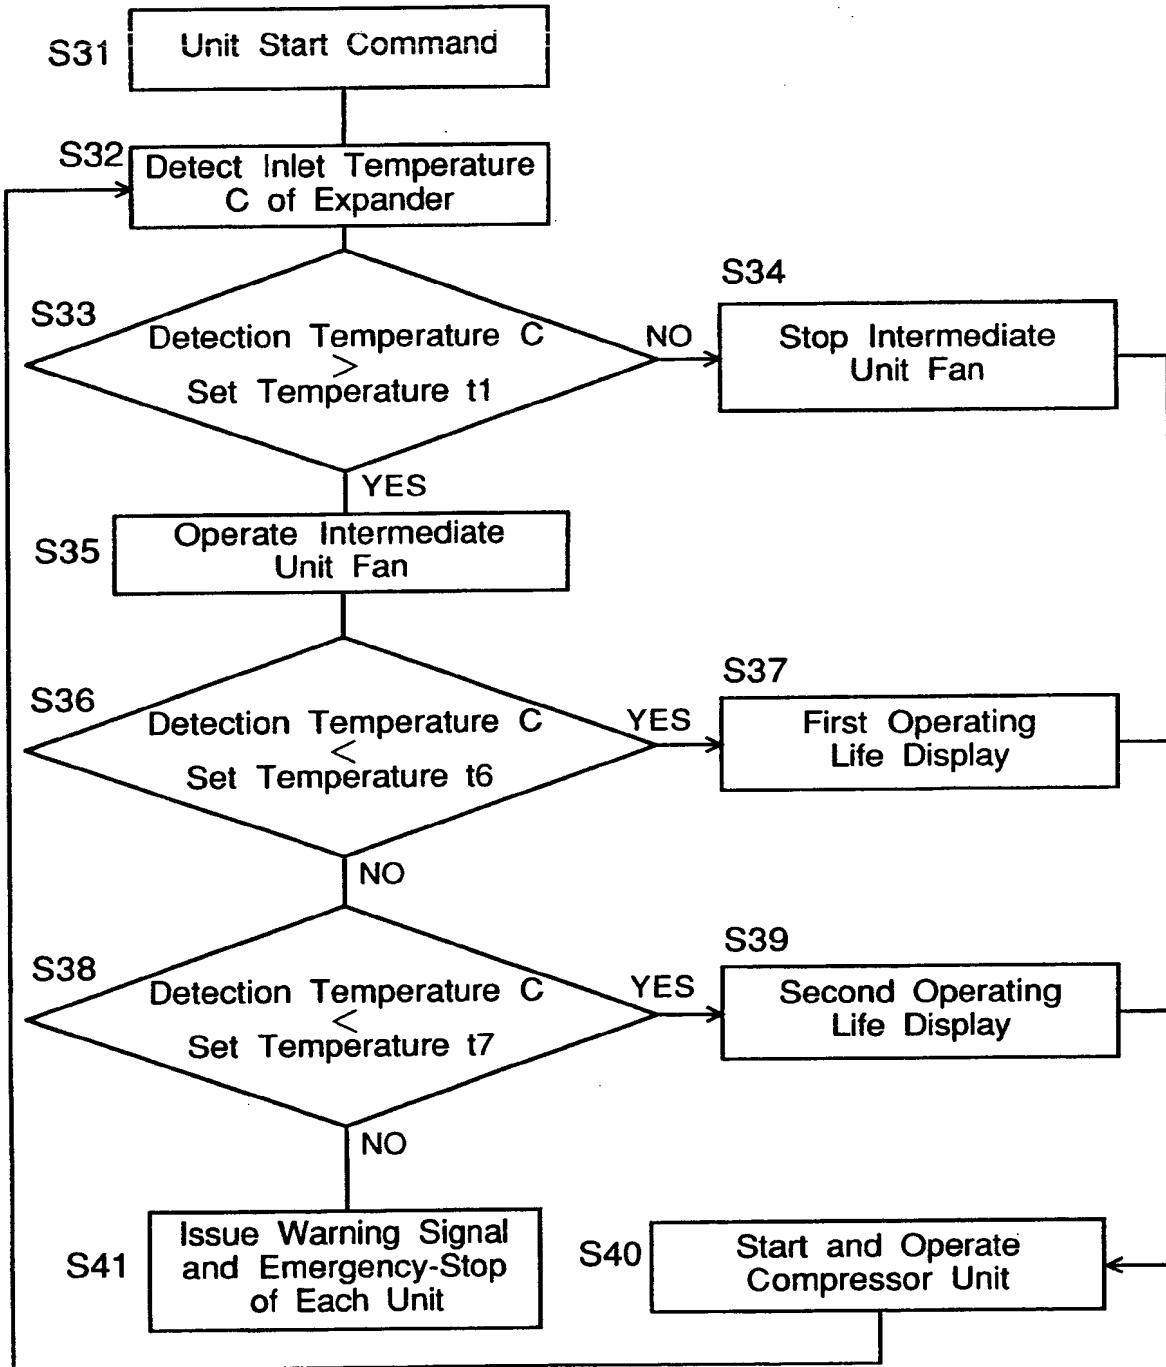 S31
Unit Start Command
S32
Detect Inlet Temperature
C of Expander
S33
Detection Temperature C
>
Set Temperature t1
NO
YES
S34
Stop Intermediate
Unit Fan
S35
Operate Intermediate
Unit Fan
S36
Detection Temperature C
<
Set Temperature t6
YES
NO
S37
First Operating
Life Display
S38
Detection Temperature C
<
Set Temperature t7
YES
NO
S39
Second Operating
Life Display
S41
Issue Warning Signal
and Emergency-Stop
of Each Unit
S40
Start and Operate
Compressor Unit